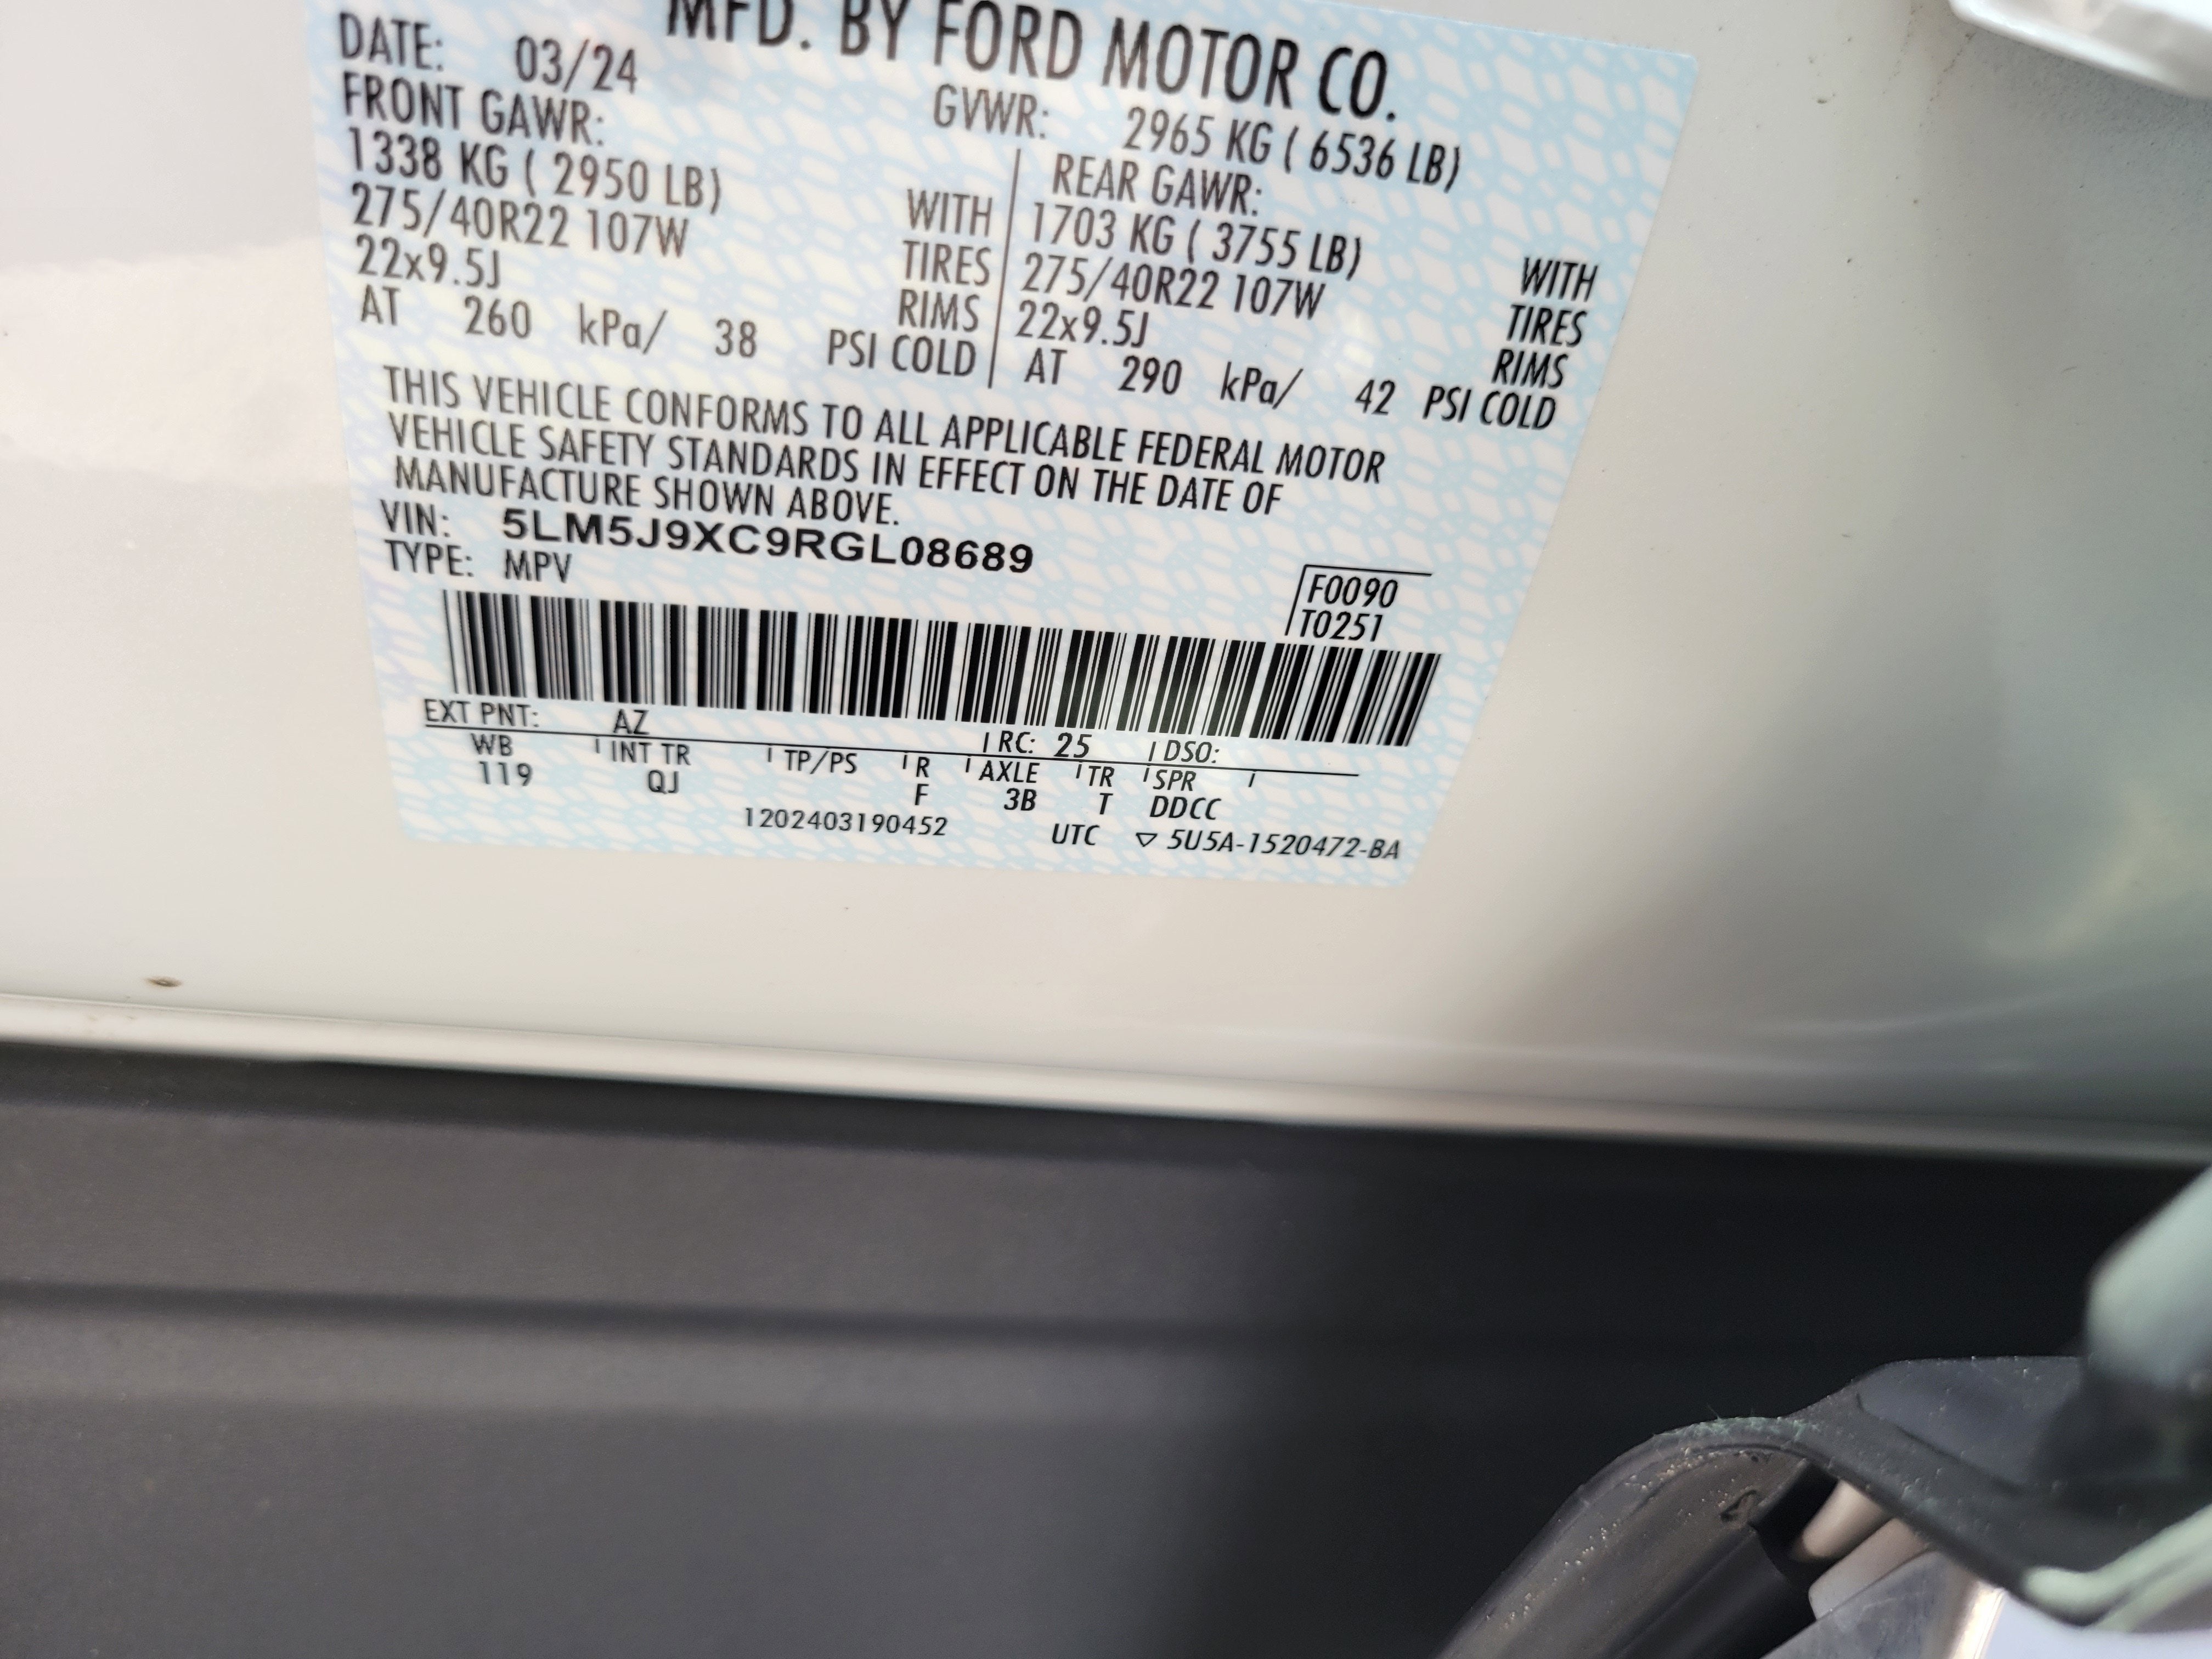 MFD. BY FORD MOTOR CO.
DATE: 03/24 GVWR: 2965 KG ( 6536 LB)
FRONT GAWR: REAR GAWR:
1338 KG ( 2950 LB) WITH 1703 KG ( 3755 LB) WITH
275/40R22 107W TIRES 275/40R22 107W TIRES
22x9.5J RIMS 22x9.5J RIMS
AT 260 kPa/ 38 PSI COLD AT 290 kPa/ 42 PSI COLD
THIS VEHICLE CONFORMS TO ALL APPLICABLE FEDERAL MOTOR
VEHICLE SAFETY STANDARDS IN EFFECT ON THE DATE OF
MANUFACTURE SHOWN ABOVE.
VIN: 5LM5J9XC9RGL08689
TYPE: MPV
F0090
T0251
EXT PNT: AZ RC: 25 DSO:
WB INT TR TP/PS R AXLE TR SPR
119 QJ F 3B T DDCC
1202403190452 UTC ▽ 5U5A-1520472-BA